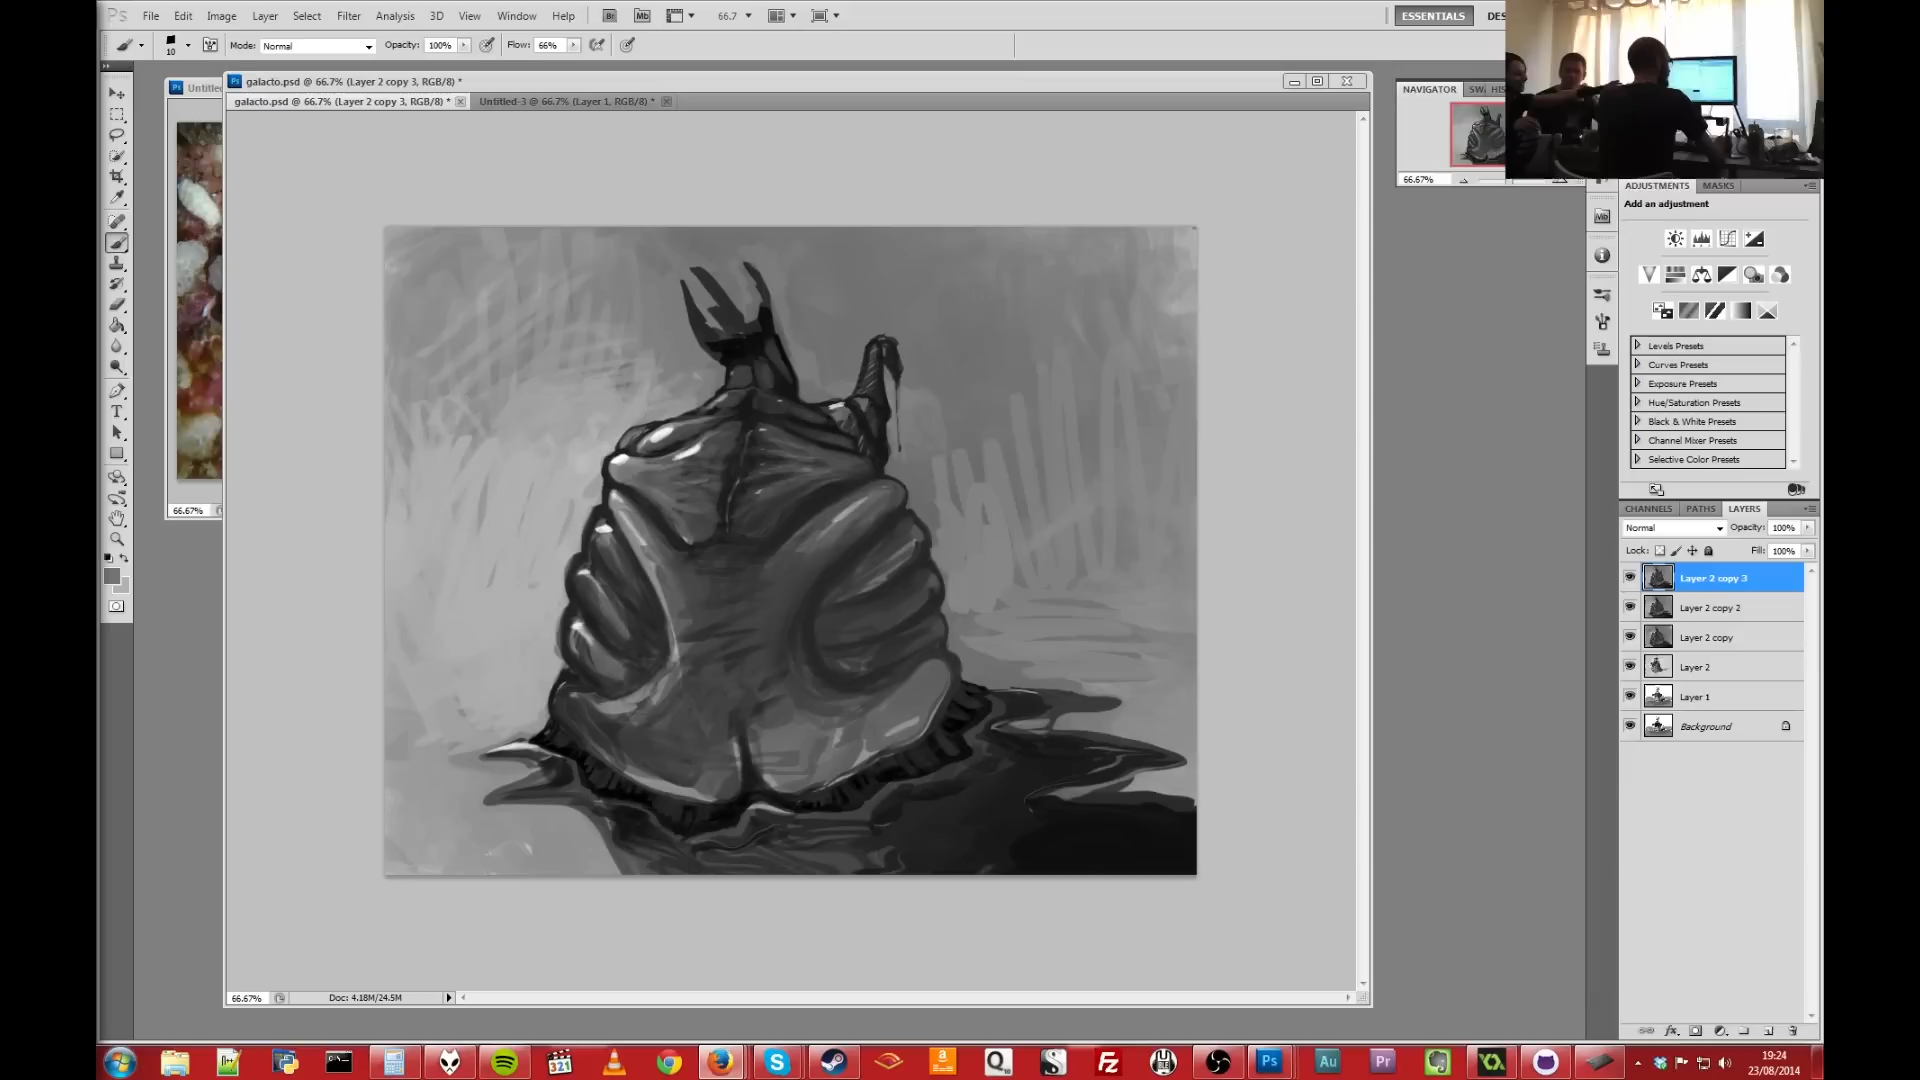 Ps File Edit Image Layer Select Filter Analysis 3D View Window Help Br Mb 66.7 ESSENTIALS DES
10 Mode: Normal Opacity: 100% Flow: 66%
galacto.psd @ 66.7% (Layer 2 copy 3, RGB/8) *
galacto.psd @ 66.7% (Layer 2 copy 3, RGB/8) * Untitled-3 @ 66.7% (Layer 1, RGB/8) *
NAVIGATOR
66.67%
ADJUSTMENTS MASKS
Add an adjustment
Levels Presets
Curves Presets
Exposure Presets
Hue/Saturation Presets
Black & White Presets
Channel Mixer Presets
Selective Color Presets
66.67%
CHANNELS PATHS LAYERS
Normal Opacity: 100%
Lock: Fill: 100%
Layer 2 copy 3
Layer 2 copy 2
Layer 2 copy
Layer 2
Layer 1
Background
66.67% Doc: 4.18M/24.5M
19:24
23/08/2014